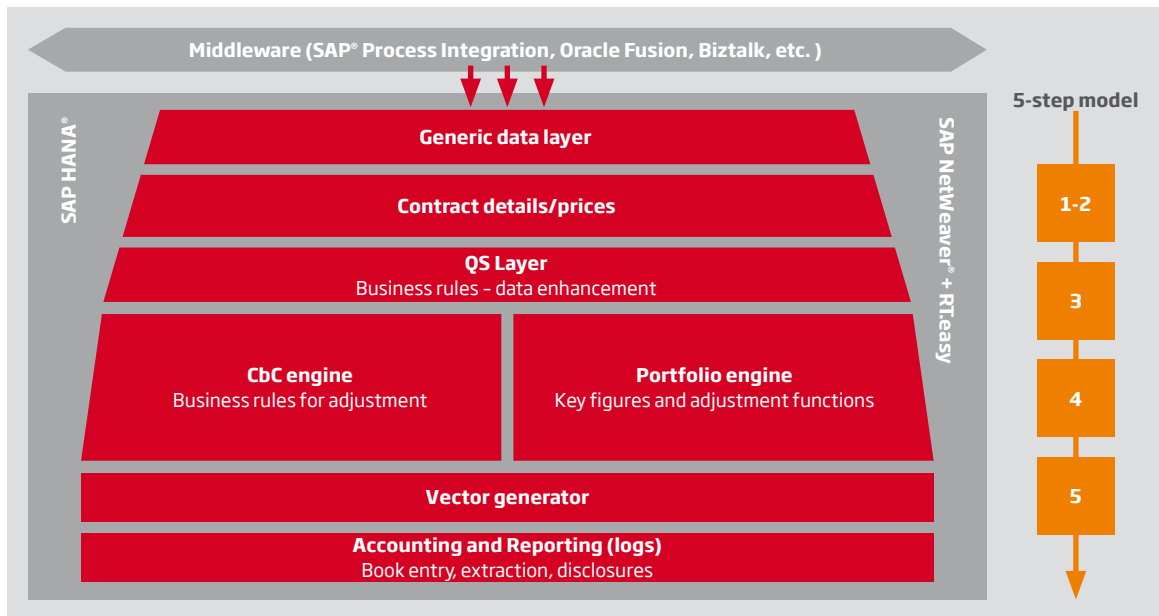 Middleware (SAP® Process Integration, Oracle Fusion, Biztalk, etc. )
5-step model
SAP HANA®
SAP NetWeaver® + RT.easy
Generic data layer
Contract details/prices
1-2
QS Layer
Business rules – data enhancement
3
CbC engine
Business rules for adjustment
Portfolio engine
Key figures and adjustment functions
4
Vector generator
5
Accounting and Reporting (logs)
Book entry, extraction, disclosures